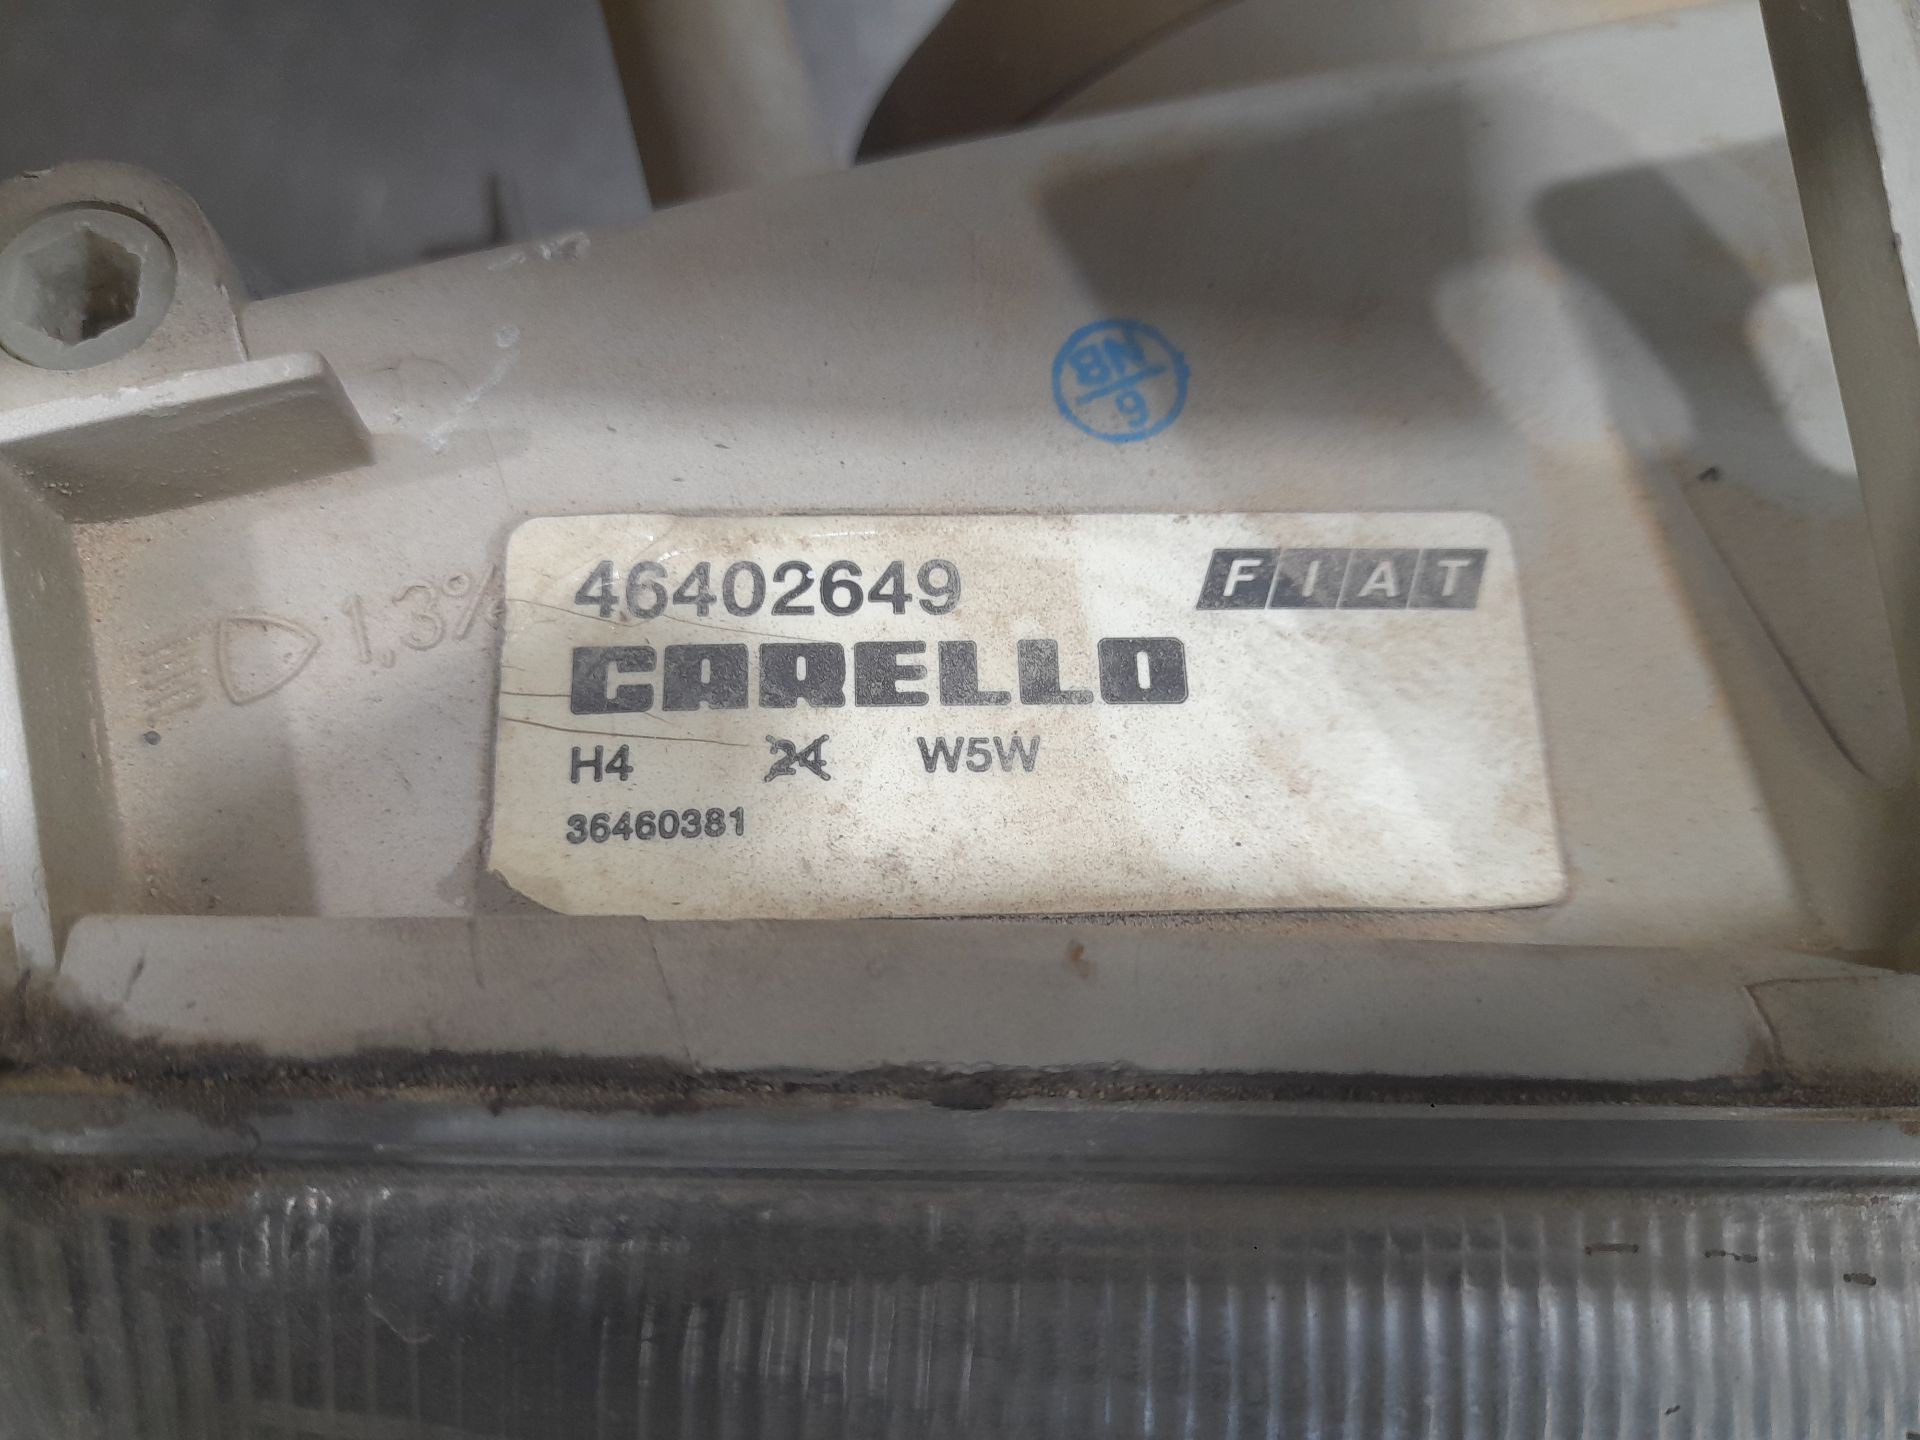 BN
9
46402649 FIAT
1,3%
CARELLO
H4 24 W5W
36460381